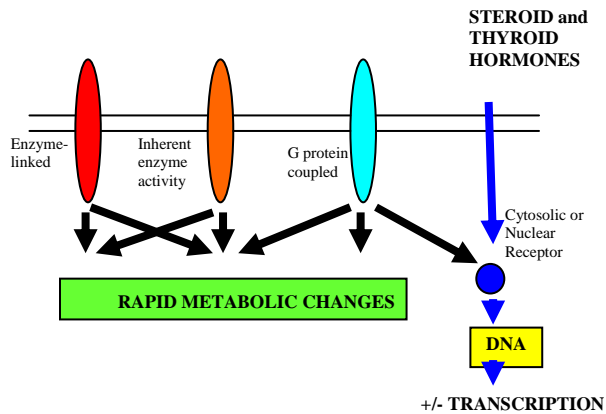 STEROID and
THYROID
HORMONES
Enzyme-
linked
Inherent
enzyme
activity
G protein
coupled
Cytosolic or
Nuclear
Receptor
RAPID METABOLIC CHANGES
DNA
+/- TRANSCRIPTION